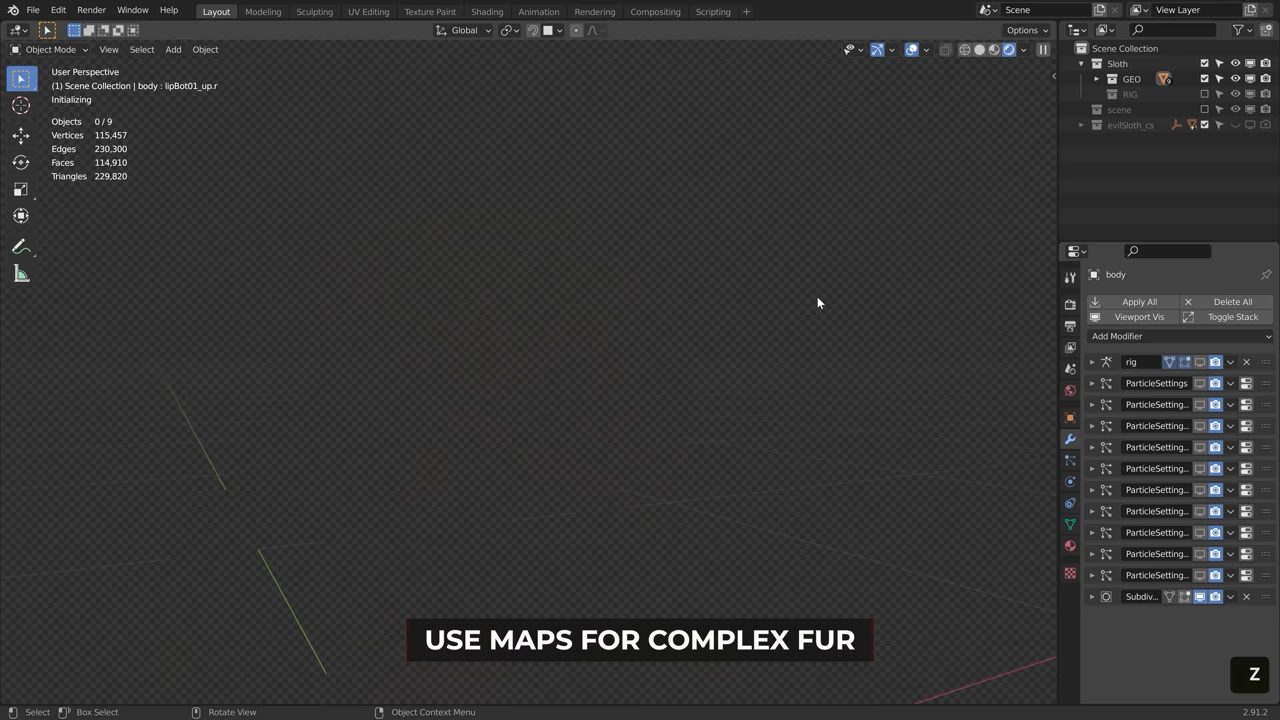 File Edit Render Window Help Layout Modeling Sculpting UV Editing Texture Paint Shading Animation Rendering Compositing Scripting + Scene View Layer
Global Options
Object Mode View Select Add Object
User Perspective
(1) Scene Collection | body : lipBot01_up.r
Initializing
Objects 0 / 9
Vertices 115,457
Edges 230,300
Faces 114,910
Triangles 229,820
Scene Collection
Sloth
GEO 9
RIG
scene
evilSloth_cs
body
Apply All Delete All
Viewport Vis Toggle Stack
Add Modifier
rig
ParticleSettings
ParticleSetting...
ParticleSetting...
ParticleSetting...
ParticleSetting...
ParticleSetting...
ParticleSetting...
ParticleSetting...
ParticleSetting...
ParticleSetting...
Subdiv...
USE MAPS FOR COMPLEX FUR
Z
Select Box Select Rotate View Object Context Menu 2.91.2